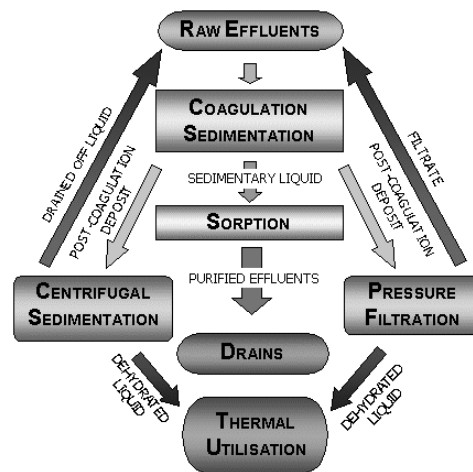 RAW EFFLUENTS
COAGULATION
SEDIMENTATION
DRAINED OFF LIQUID
POST-COAGULATION
DEPOSIT
SEDIMENTARY LIQUID
FILTRATE
POST-COAGULATION
DEPOSIT
SORPTION
PURIFIED EFFLUENTS
CENTRIFUGAL
SEDIMENTATION
PRESSURE
FILTRATION
DRAINS
DEHYDRATED
LIQUID
DEHYDRATED
LIQUID
THERMAL
UTILISATION